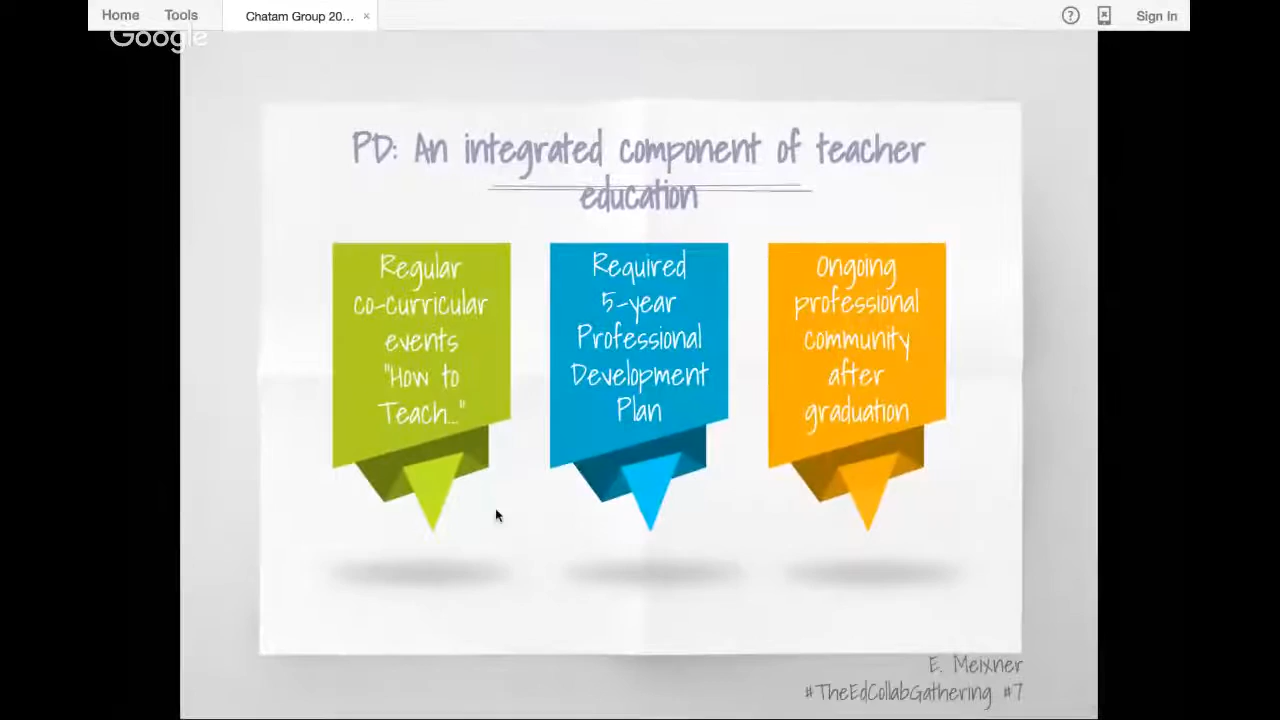 Home Tools Chatam Group 20... × ? Sign In
Google
PD: An integrated component of teacher
education
Regular
co-curricular
events
"How to
Teach..."
Required
5-year
Professional
Development
Plan
Ongoing
professional
community
after
graduation
E. Meixner
#TheEdCollabGathering #7